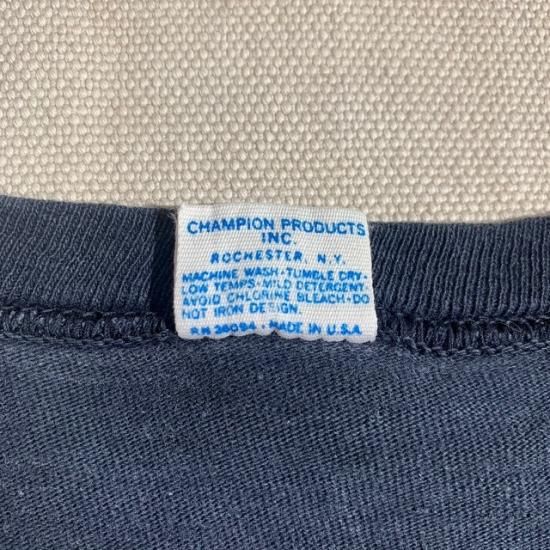 CHAMPION PRODUCTS
INC.
ROCHESTER, N.Y.
MACHINE WASH · TUMBLE DRY ·
LOW TEMPS · MILD DETERGENT ·
AVOID CHLORINE BLEACH · DO
NOT IRON DESIGN.
RN 26094 · MADE IN U.S.A.